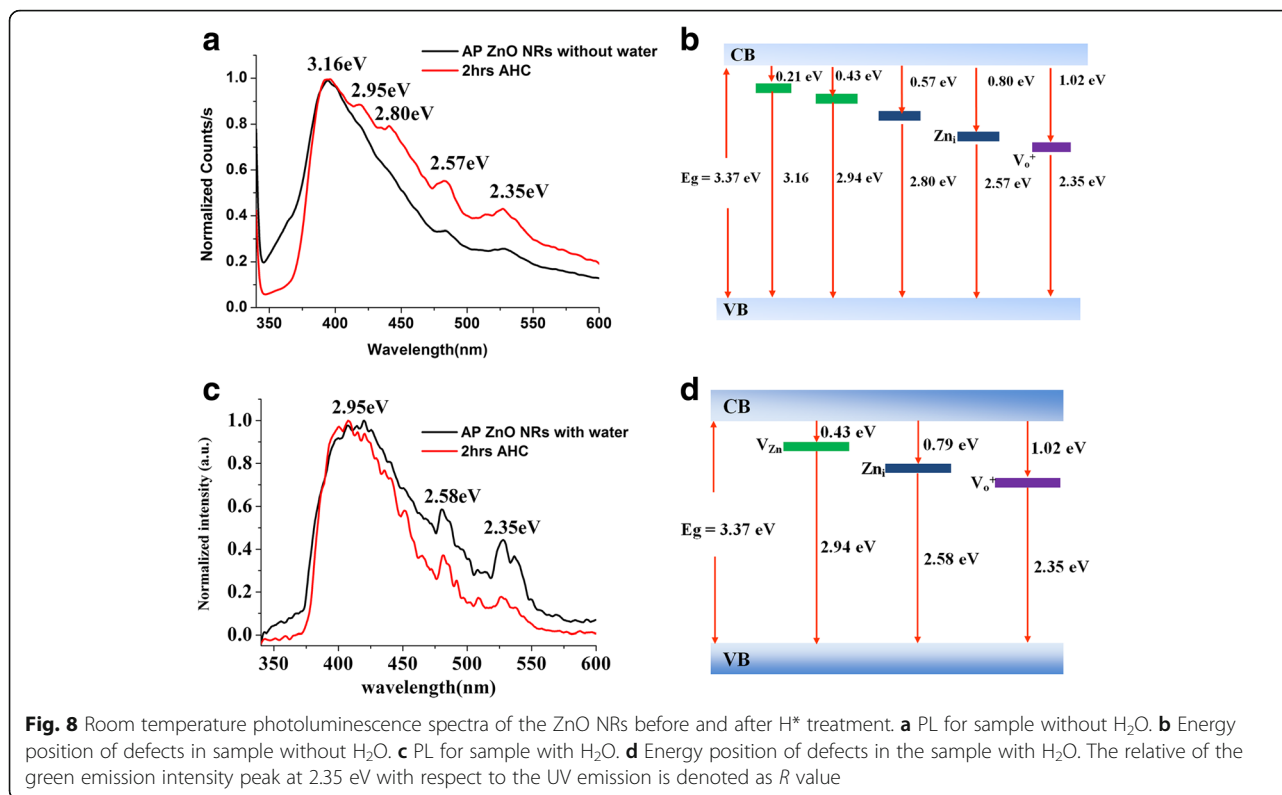 a
AP ZnO NRs without water
2hrs AHC
3.16eV
2.95eV
2.80eV
2.57eV
2.35eV
Normalized Counts/s
1.0
0.8
0.6
0.4
0.2
0.0
350 400 450 500 550 600
Wavelength(nm)
b
CB
0.21 eV 0.43 eV 0.57 eV 0.80 eV 1.02 eV
Zni
Vo+
Eg = 3.37 eV 3.16 2.94 eV 2.80 eV 2.57 eV 2.35 eV
VB
c
2.95eV
AP ZnO NRs with water
2hrs AHC
2.58eV
2.35eV
Normalized intensity (a.u.)
1.0
0.8
0.6
0.4
0.2
0.0
350 400 450 500 550 600
wavelength(nm)
d
CB
VZn 0.43 eV 0.79 eV 1.02 eV
Zni
Vo+
Eg = 3.37 eV
2.94 eV 2.58 eV 2.35 eV
VB
Fig. 8 Room temperature photoluminescence spectra of the ZnO NRs before and after H* treatment. a PL for sample without H₂O. b Energy
position of defects in sample without H₂O. c PL for sample with H₂O. d Energy position of defects in the sample with H₂O. The relative of the
green emission intensity peak at 2.35 eV with respect to the UV emission is denoted as R value